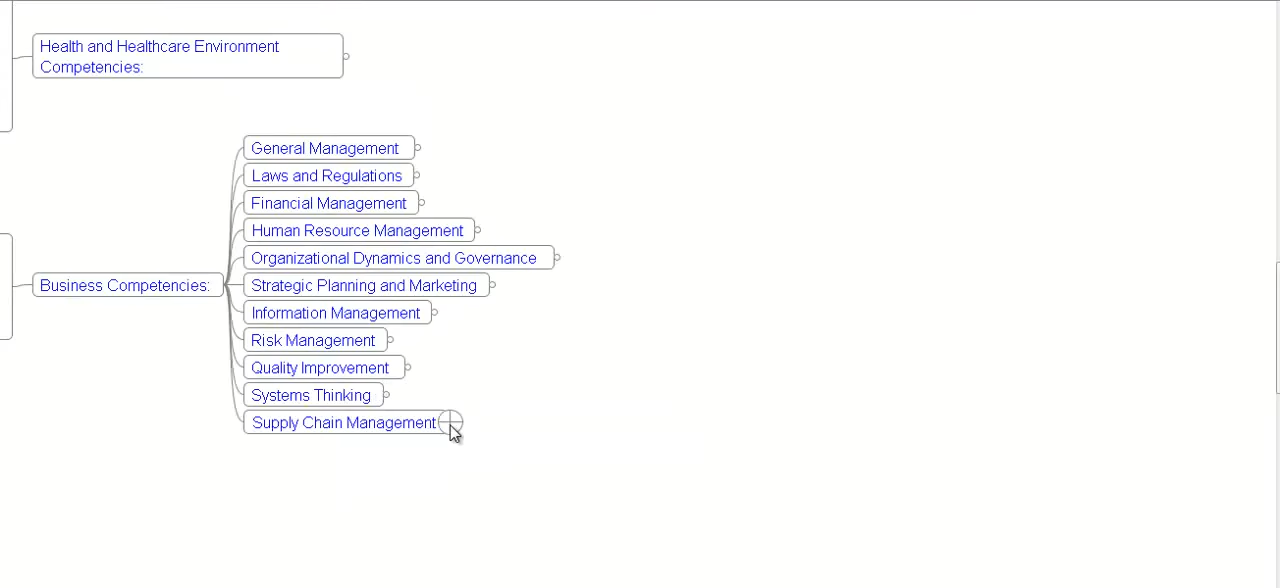 Health and Healthcare Environment
Competencies:
General Management
Laws and Regulations
Financial Management
Human Resource Management
Organizational Dynamics and Governance
Business Competencies:
Strategic Planning and Marketing
Information Management
Risk Management
Quality Improvement
Systems Thinking
Supply Chain Management